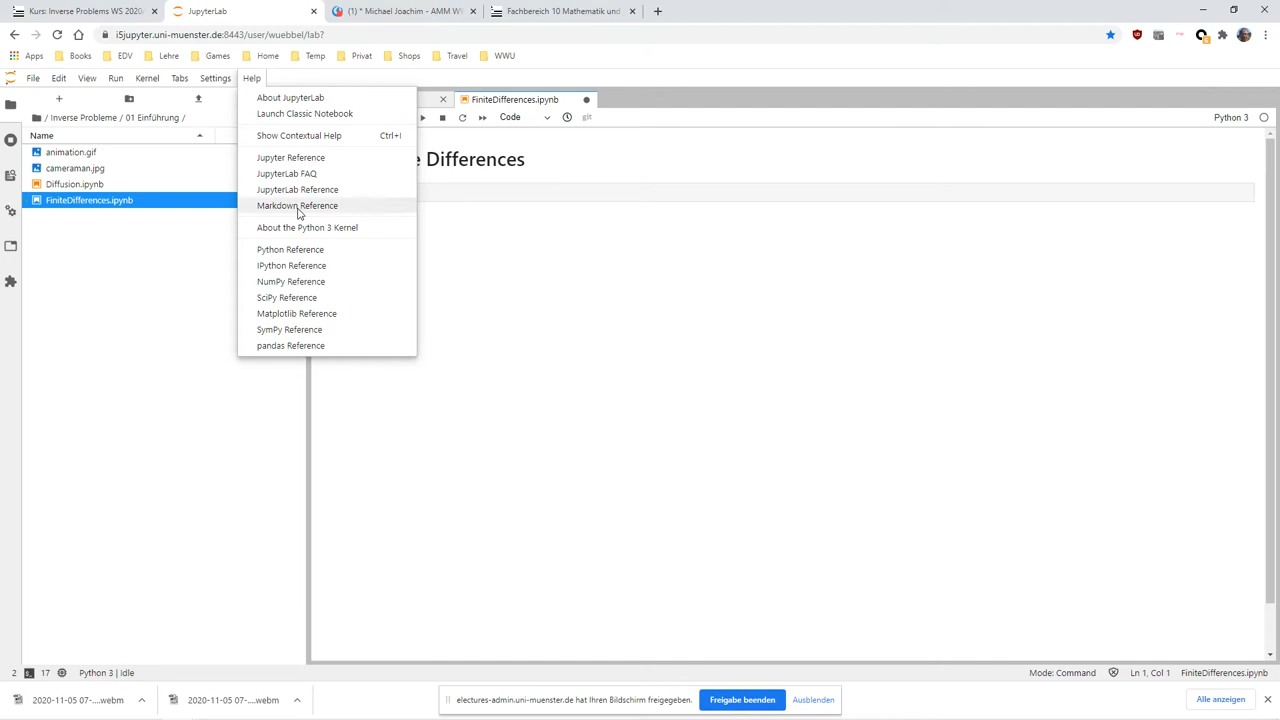 Kurs: Inverse Problems WS 2020/
JupyterLab
(1) * Michael Joachim - AMM W
Fachbereich 10 Mathematik und
i5jupyter.uni-muenster.de:8443/user/wuebbel/lab?
Apps Books EDV Lehre Games Home Temp Privat Shops Travel WWU
File Edit View Run Kernel Tabs Settings Help
/ Inverse Probleme / 01 Einführung /
Name
animation.gif
cameraman.jpg
Diffusion.ipynb
FiniteDifferences.ipynb
About JupyterLab
Launch Classic Notebook
Show Contextual Help Ctrl+I
Jupyter Reference
JupyterLab FAQ
JupyterLab Reference
Markdown Reference
About the Python 3 Kernel
Python Reference
IPython Reference
NumPy Reference
SciPy Reference
Matplotlib Reference
SymPy Reference
pandas Reference
FiniteDifferences.ipynb
Code git Python 3
e Differences
2 17 Python 3 | Idle
Mode: Command Ln 1, Col 1 FiniteDifferences.ipynb
2020-11-05 07-....webm
2020-11-05 07-....webm
electures-admin.uni-muenster.de hat Ihren Bildschirm freigegeben. Freigabe beenden Ausblenden
Alle anzeigen